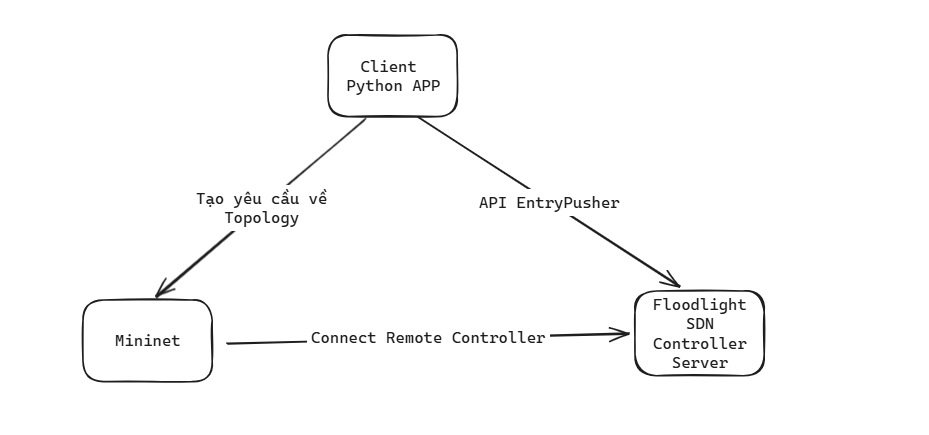 Client
Python APP
Tạo yêu cầu về
Topology
API EntryPusher
Mininet
Connect Remote Controller
Floodlight
SDN
Controller
Server